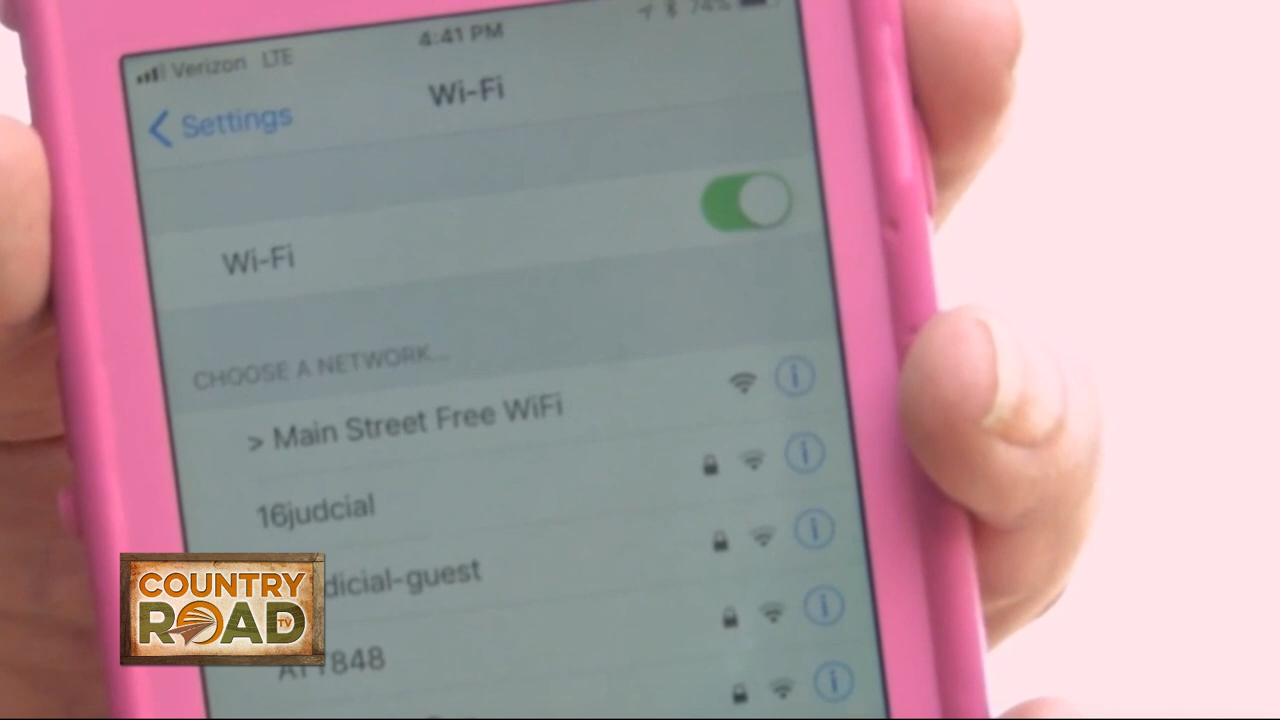 Verizon LTE 4:41 PM 74%
Settings Wi-Fi
Wi-Fi
CHOOSE A NETWORK...
> Main Street Free WiFi
16judcial
dicial-guest
848
COUNTRY
ROAD TV